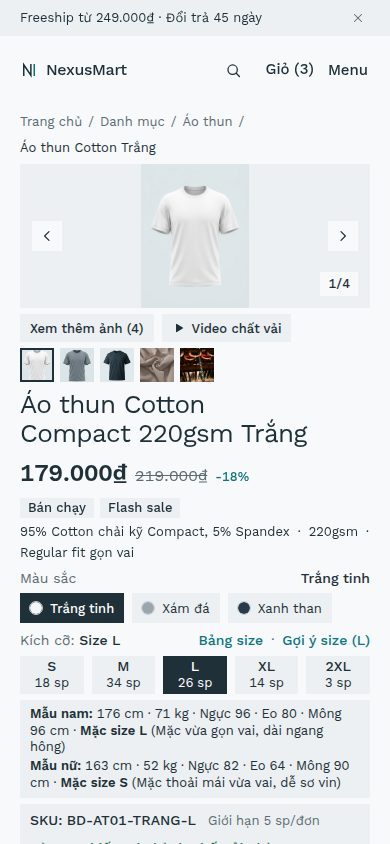 Freeship từ 249.000₫ · Đổi trả 45 ngày
NexusMart
Giỏ (3) Menu
Trang chủ / Danh mục / Áo thun /
Áo thun Cotton Trắng
1/4
Xem thêm ảnh (4) Video chất vải
Áo thun Cotton
Compact 220gsm Trắng
179.000₫ 219.000₫ -18%
Bán chạy Flash sale
95% Cotton chải kỹ Compact, 5% Spandex · 220gsm ·
Regular fit gọn vai
Màu sắc Trắng tinh
Trắng tinh Xám đá Xanh than
Kích cỡ: Size L Bảng size · Gợi ý size (L)
S M L XL 2XL
18 sp 34 sp 26 sp 14 sp 3 sp
Mẫu nam: 176 cm · 71 kg · Ngực 96 · Eo 80 · Mông
96 cm · Mặc size L (Mặc vừa gọn vai, dài ngang
hông)
Mẫu nữ: 163 cm · 52 kg · Ngực 82 · Eo 64 · Mông 90
cm · Mặc size S (Mặc thoải mái vừa vai, dễ sơ vin)
SKU: BD-AT01-TRANG-L Giới hạn 5 sp/đơn